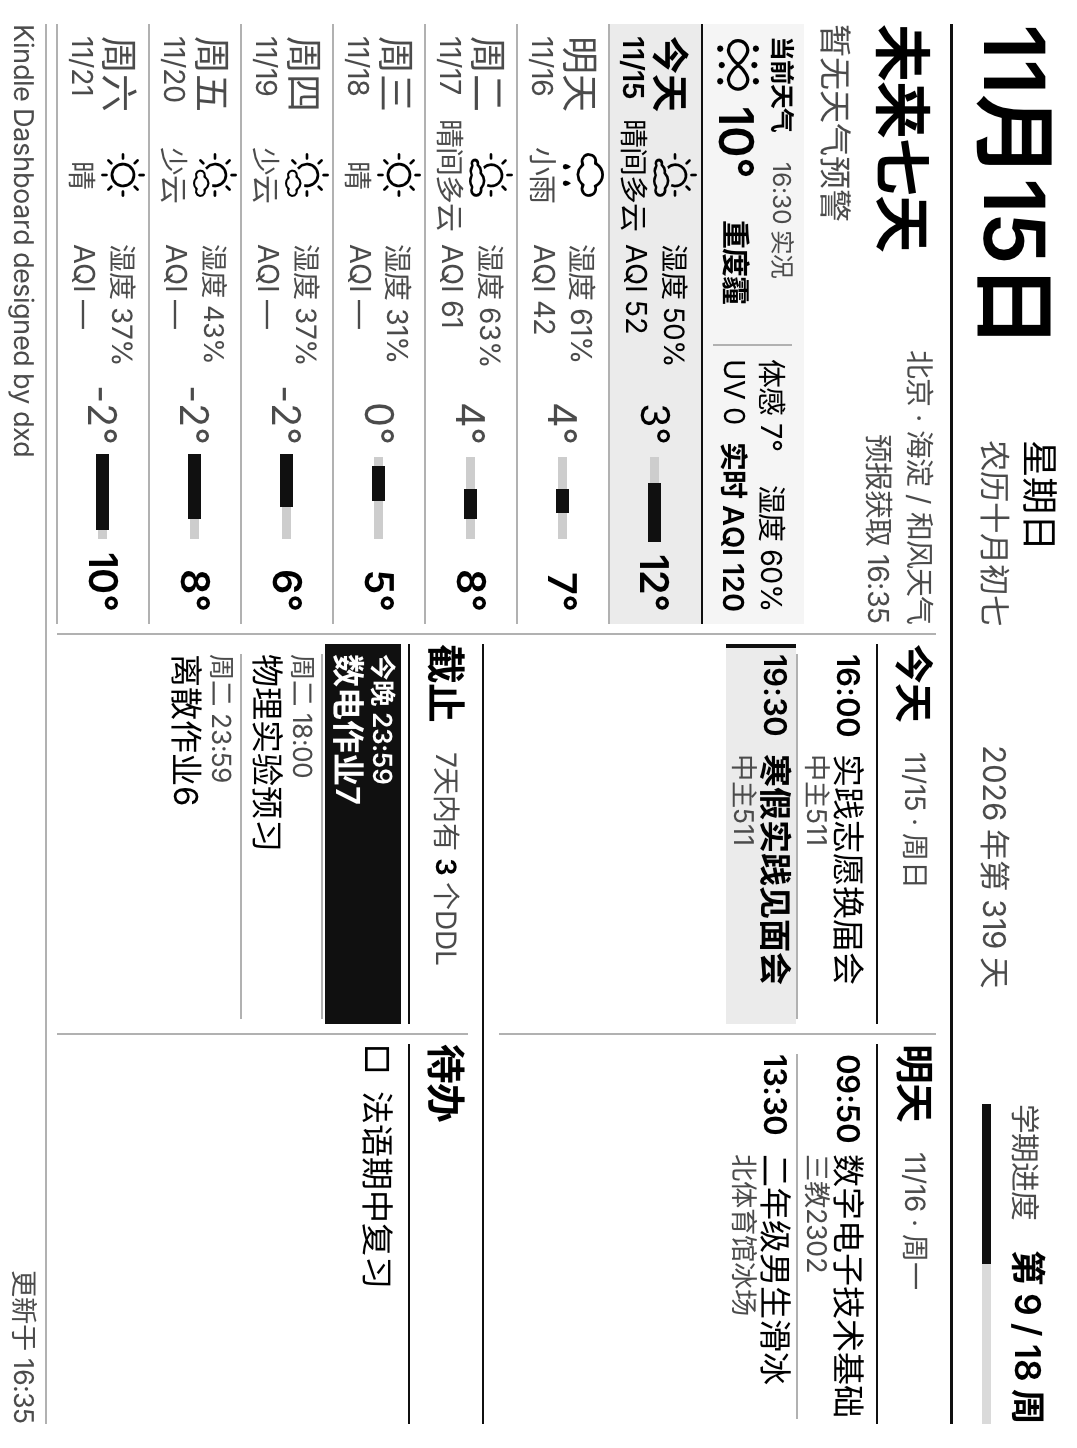 11月15日
星期日
农历十月初七
2026 年第 319 天
学期进度 第 9 / 18 周
未来七天
北京 · 海淀 / 和风天气
暂无天气预警
预报获取 16:35
当前天气 16:30 实况
10° 重度霾
体感 7° 湿度 60%
UV 0 实时 AQI 120
今天 湿度 50% 3° 12°
11/15 晴间多云 AQI 52
明天 湿度 61% 4° 7°
11/16 小雨 AQI 42
周二 湿度 63% 4° 8°
11/17 晴间多云 AQI 61
周三 湿度 31% 0° 5°
11/18 晴 AQI —
周四 湿度 37% -2° 6°
11/19 少云 AQI —
周五 湿度 43% -2° 8°
11/20 少云 AQI —
周六 湿度 37% -2° 10°
11/21 晴 AQI —
今天 11/15 · 周日
16:00 实践志愿换届会
中主511
19:30 寒假实践见面会
中主511
明天 11/16 · 周一
09:50 数字电子技术基础
三教2302
13:30 二年级男生滑冰
北体育馆冰场
截止 7天内有 3 个DDL
今晚 23:59
数电作业7
周二 18:00
物理实验预习
周二 23:59
离散作业6
待办
法语期中复习
Kindle Dashboard designed by dxd
更新于 16:35